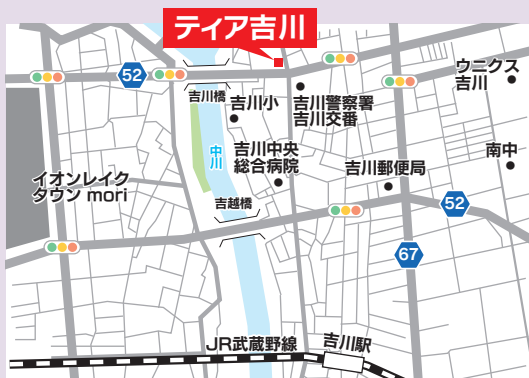 ティア吉川
52
吉川橋
吉川小
吉川警察署
吉川交番
ウニクス
吉川
中川
吉川中央
総合病院
吉川郵便局
南中
イオンレイク
タウン mori
吉越橋
52
67
JR武蔵野線
吉川駅